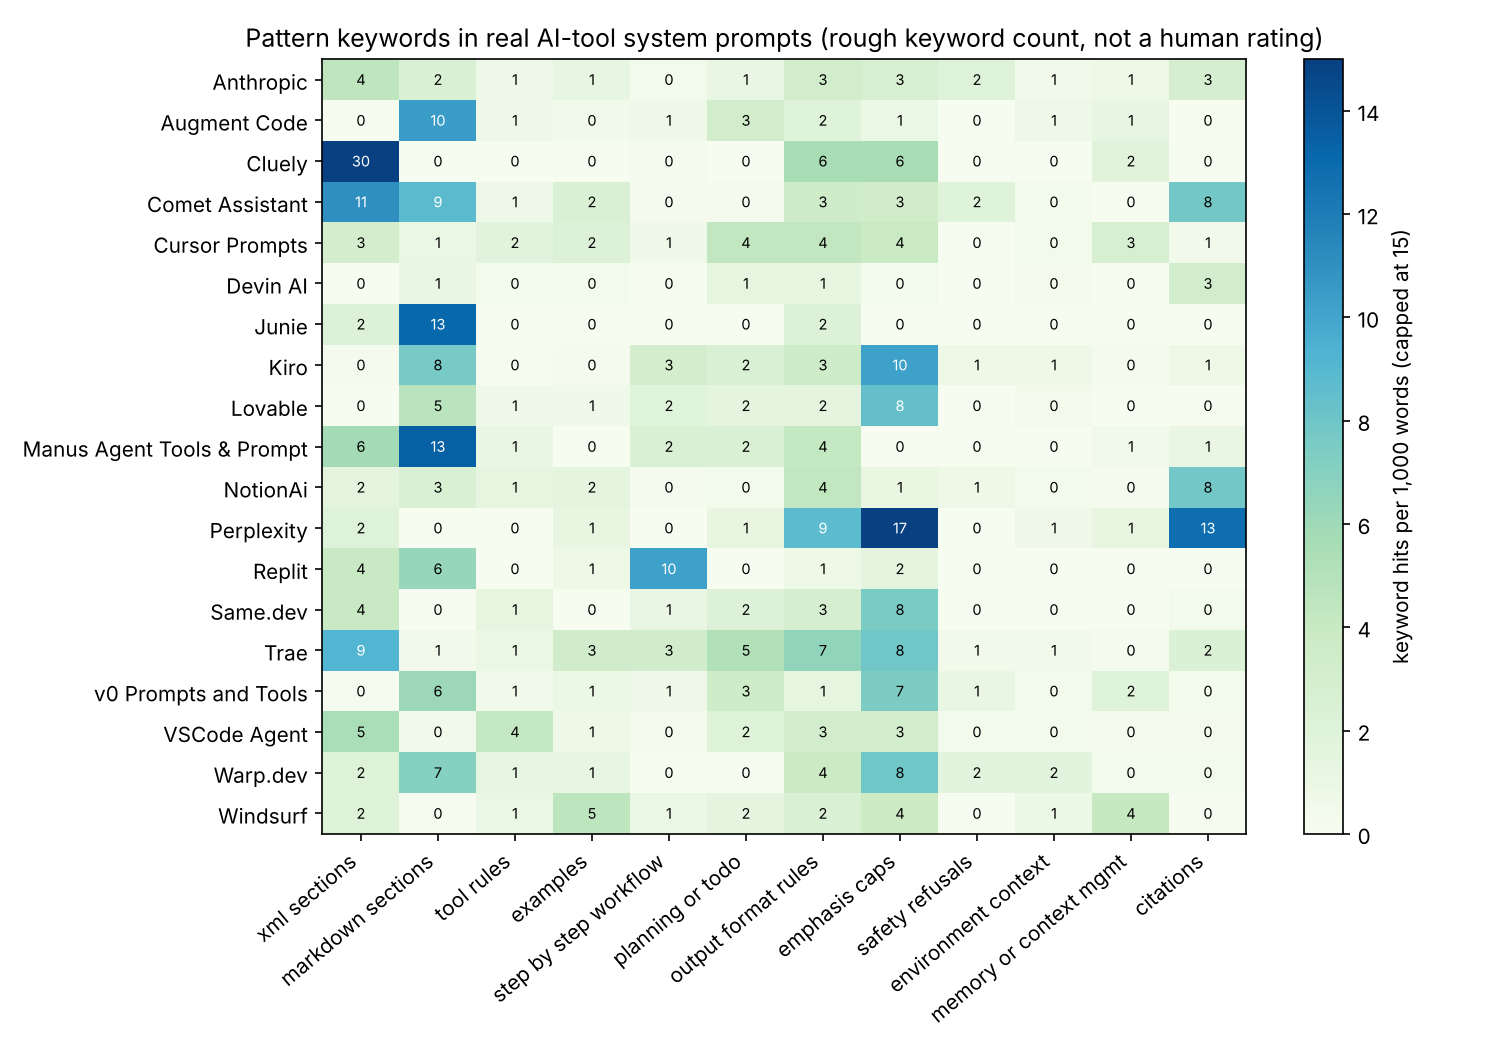 Pattern keywords in real AI-tool system prompts (rough keyword count, not a human rating)
Anthropic 4 2 1 1 0 1 3 3 2 1 1 3
Augment Code 0 10 1 0 1 3 2 1 0 1 1 0
Cluely 30 0 0 0 0 0 6 6 0 0 2 0
Comet Assistant 11 9 1 2 0 0 3 3 2 0 0 8
Cursor Prompts 3 1 2 2 1 4 4 4 0 0 3 1
Devin AI 0 1 0 0 0 1 1 0 0 0 0 3
Junie 2 13 0 0 0 0 2 0 0 0 0 0
Kiro 0 8 0 0 3 2 3 10 1 1 0 1
Lovable 0 5 1 1 2 2 2 8 0 0 0 0
Manus Agent Tools & Prompt 6 13 1 0 2 2 4 0 0 0 1 1
NotionAi 2 3 1 2 0 0 4 1 1 0 0 8
Perplexity 2 0 0 1 0 1 9 17 0 1 1 13
Replit 4 6 0 1 10 0 1 2 0 0 0 0
Same.dev 4 0 1 0 1 2 3 8 0 0 0 0
Trae 9 1 1 3 3 5 7 8 1 1 0 2
v0 Prompts and Tools 0 6 1 1 1 3 1 7 1 0 2 0
VSCode Agent 5 0 4 1 0 2 3 3 0 0 0 0
Warp.dev 2 7 1 1 0 0 4 8 2 2 0 0
Windsurf 2 0 1 5 1 2 2 4 0 1 4 0
xml sections
markdown sections
tool rules
examples
step by step workflow
planning or todo
output format rules
emphasis caps
safety refusals
environment context
memory or context mgmt
citations
14
12
10
8
6
4
2
0
keyword hits per 1,000 words (capped at 15)